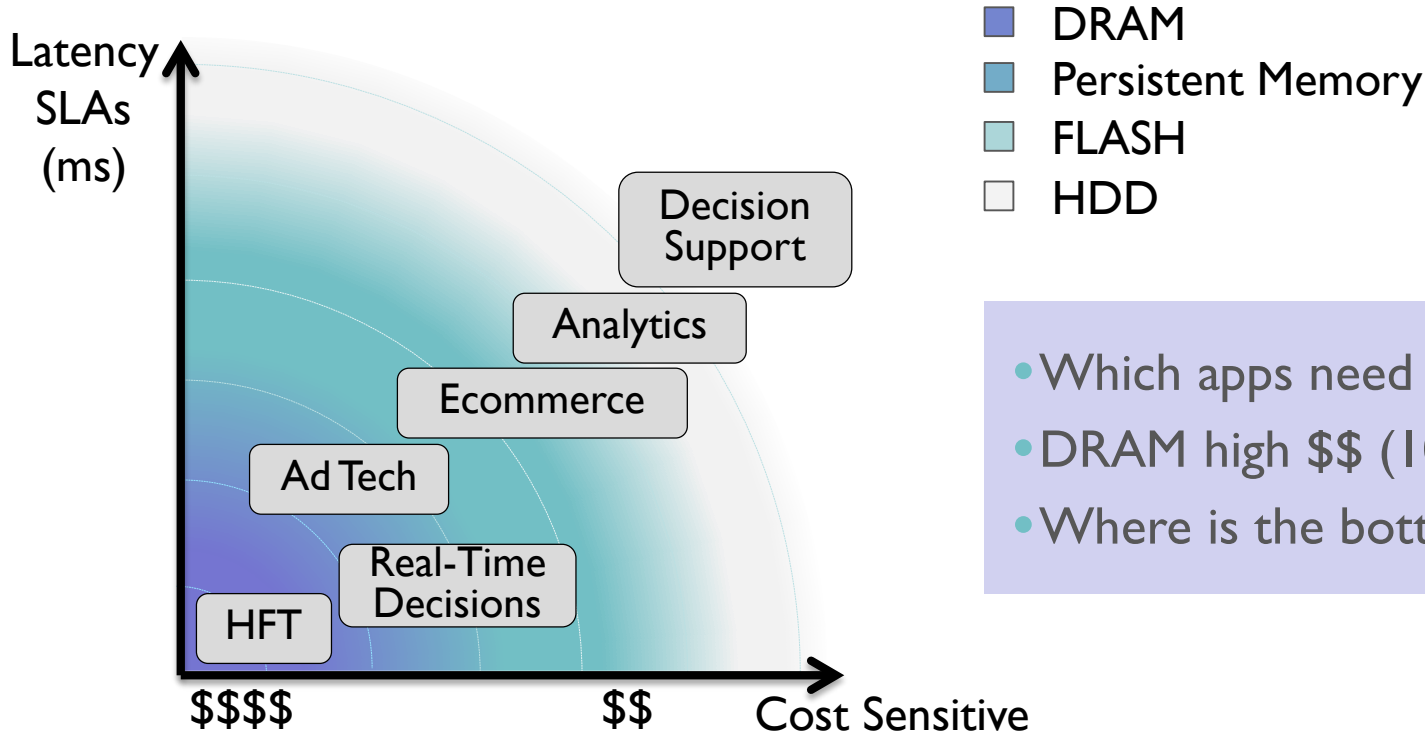 Latency
SLAs
(ms)
DRAM
Persistent Memory
FLASH
HDD
Decision
Support
Analytics
Ecommerce
Ad Tech
Real-Time
Decisions
HFT
$$$$
$$
Cost Sensitive
•Which apps need
•DRAM high $$ (
•Where is the